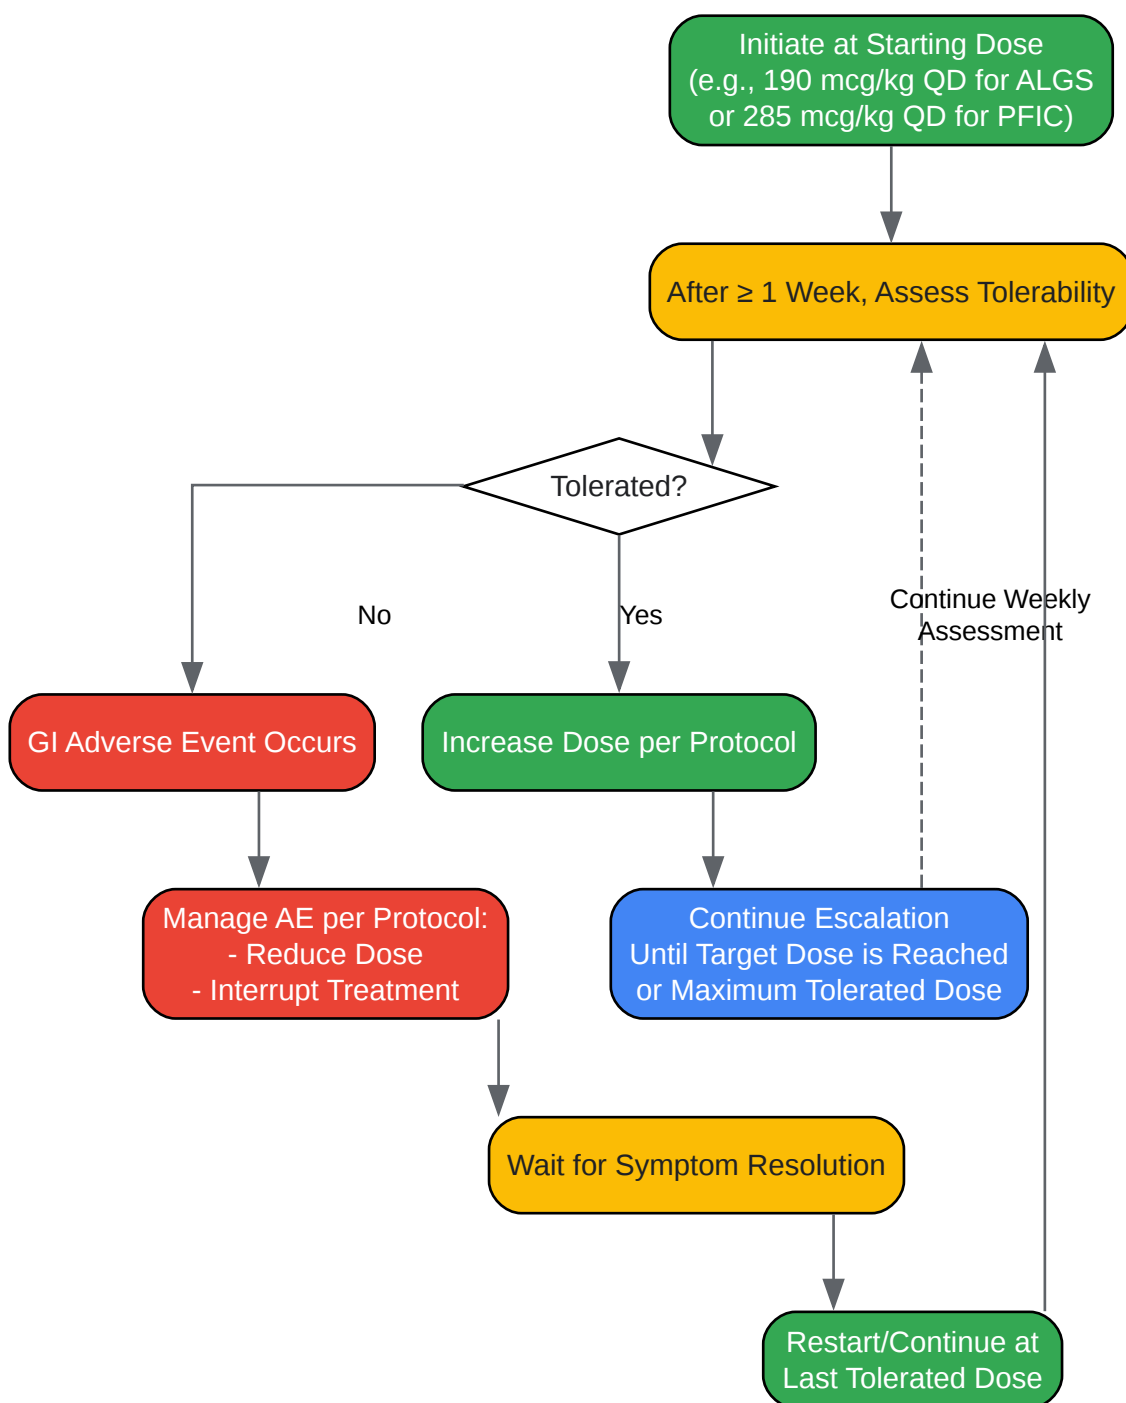 Initiate at Starting Dose
(e.g., 190 mcg/kg QD for ALGS
or 285 mcg/kg QD for PFIC)
After ≥ 1 Week, Assess Tolerability
Tolerated?
No
Yes
Continue Weekly
Assessment
GI Adverse Event Occurs
Increase Dose per Protocol
Manage AE per Protocol:
- Reduce Dose
- Interrupt Treatment
Continue Escalation
Until Target Dose is Reached
or Maximum Tolerated Dose
Wait for Symptom Resolution
Restart/Continue at
Last Tolerated Dose